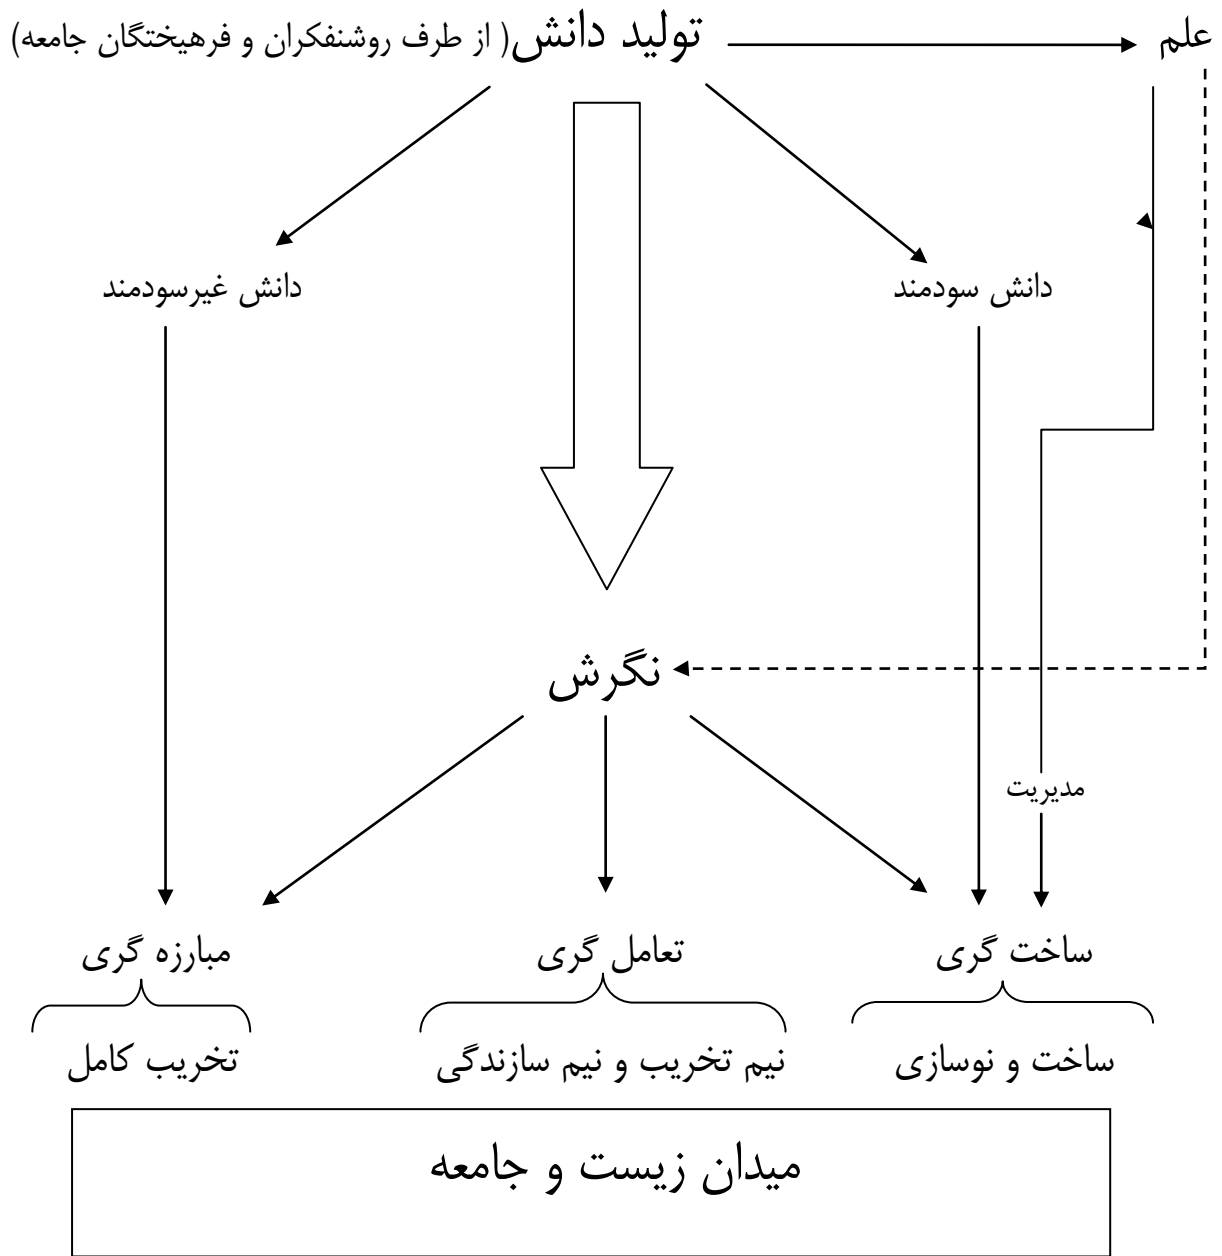 علم
تولید دانش( از طرف روشنفکران و فرهیختگان جامعه)
دانش سودمند
دانش غیرسودمند
نگرش
مدیریت
ساخت گری
تعامل گری
مبارزه گری
ساخت و نوسازی
نیم تخریب و نیم سازندگی
تخریب کامل
میدان زیست و جامعه